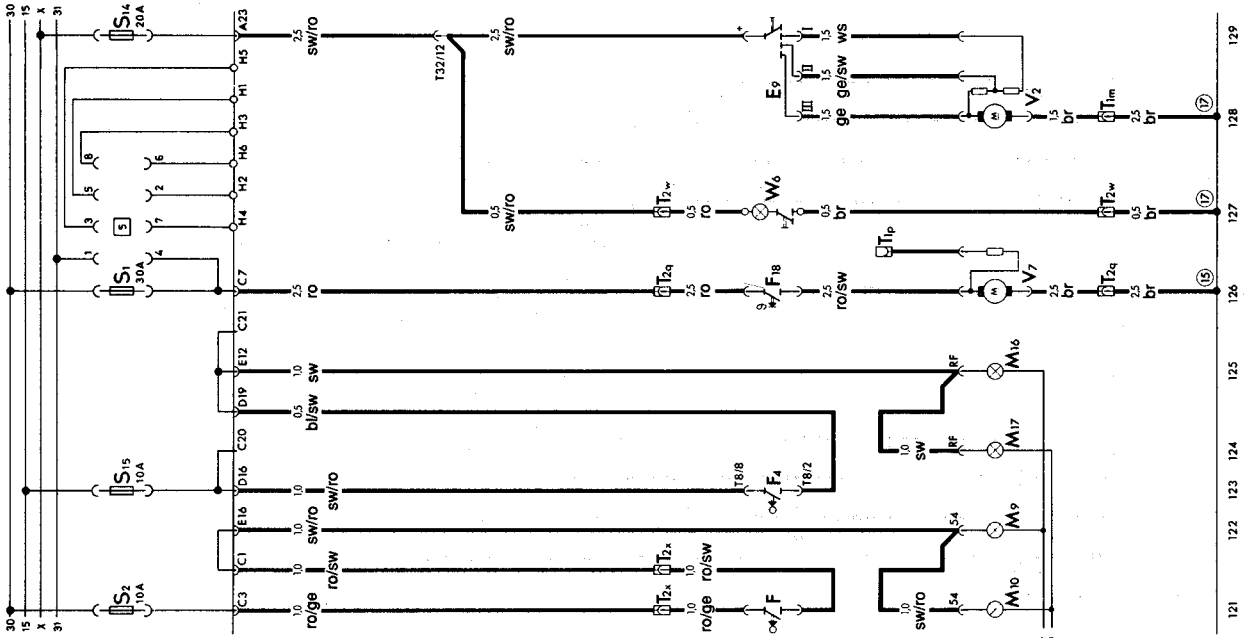 30
15
X
31
S14
20A
S1
30A
S15
10A
S2
10A
30
15
X
31
8
5
3
5
1
6
2
7
4
A23
H5
H1
H3
H6
H2
H4
C7
C21
E12
D19
C20
D16
E16
C1
C3
2,5
sw/ro
T32/12
2,5
sw/ro
+
E9
I
II
III
1,5
ws
1,5
ge/sw
1,5
ge
W
V2
1,5
br
T1m
2,5
br
17
0,5
sw/ro
T2w
0,5
ro
W6
0,5
br
T2w
0,5
br
17
2,5
ro
T2q
2,5
ro
F18
2,5
ro/sw
T1p
W
V7
2,5
br
T2q
2,5
br
15
1,0
sw
RF
M16
0,5
bl/sw
1,0
sw
RF
M17
1,0
sw/ro
T8/8
F4
T8/2
1,0
sw/ro
54
M9
1,0
ro/sw
T2x
1,0
ro/sw
1,0
ro/ge
T2x
1,0
ro/ge
F
1,0
sw/ro
54
M10
129
128
127
126
125
124
123
122
121